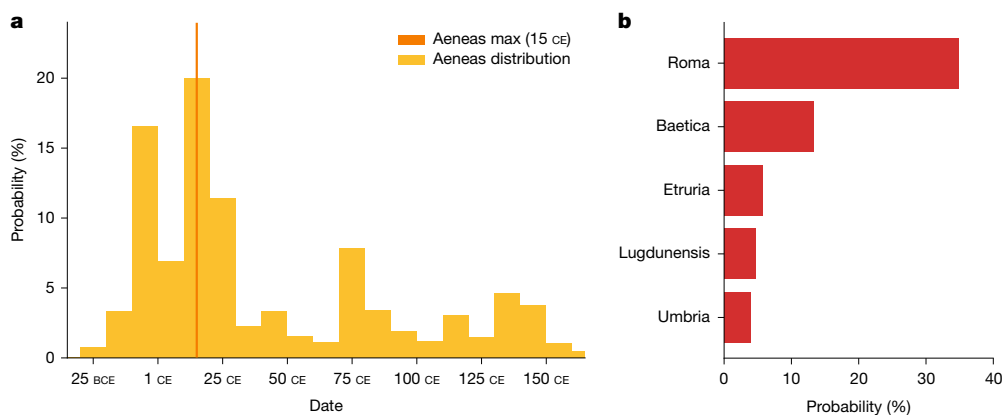 a
Aeneas max (15 CE)
Aeneas distribution
Probability (%)
20
15
10
5
0
25 BCE
1 CE
25 CE
50 CE
75 CE
100 CE
125 CE
150 CE
Date
b
Roma
Baetica
Etruria
Lugdunensis
Umbria
0
10
20
30
40
Probability (%)